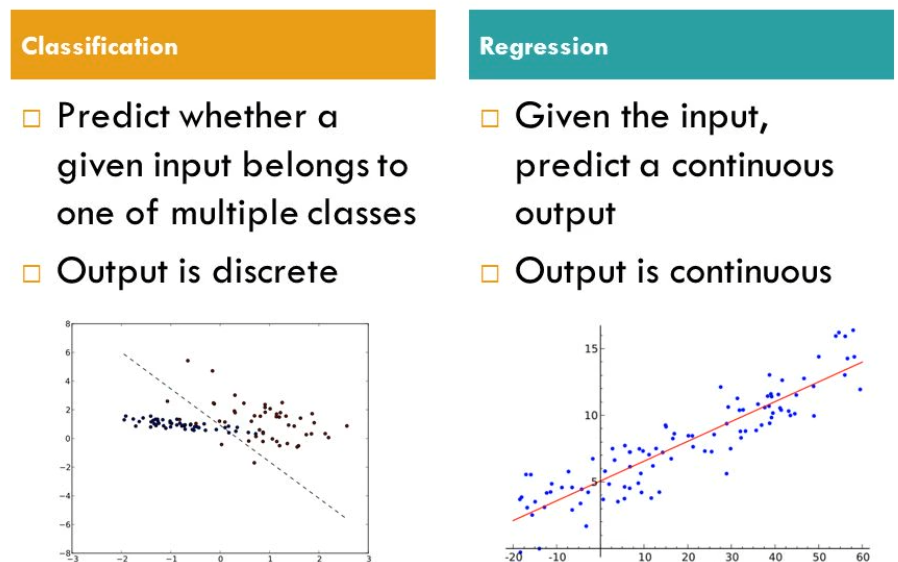 Classification
Predict whether a
given input belongs to
one of multiple classes
Output is discrete
8
6
4
2
0
−2
−4
−6
−8
−3
−2
−1
0
1
2
3
Regression
Given the input,
predict a continuous
output
Output is continuous
15
10
5
-20
-10
10
20
30
40
50
60